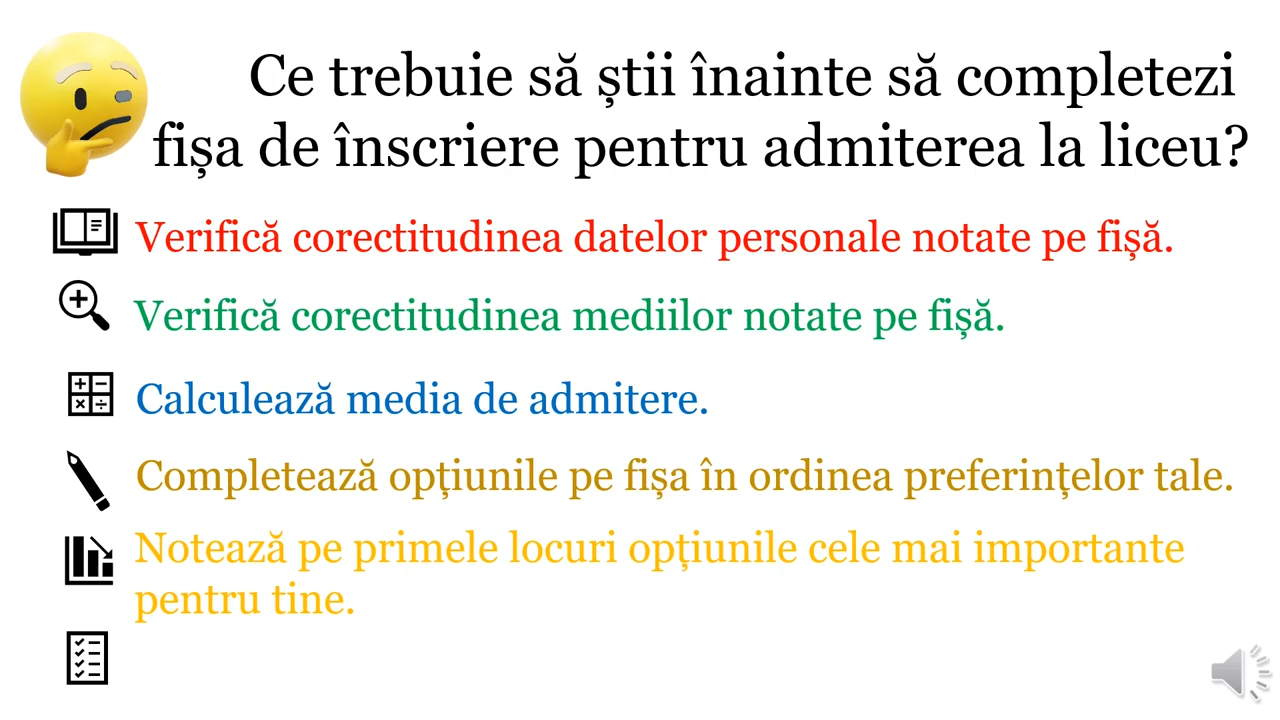 Ce trebuie să știi înainte să completezi
fișa de înscriere pentru admiterea la liceu?
Verifică corectitudinea datelor personale notate pe fișă.
Verifică corectitudinea mediilor notate pe fișă.
Calculează media de admitere.
Completează opțiunile pe fișa în ordinea preferințelor tale.
Notează pe primele locuri opțiunile cele mai importante
pentru tine.